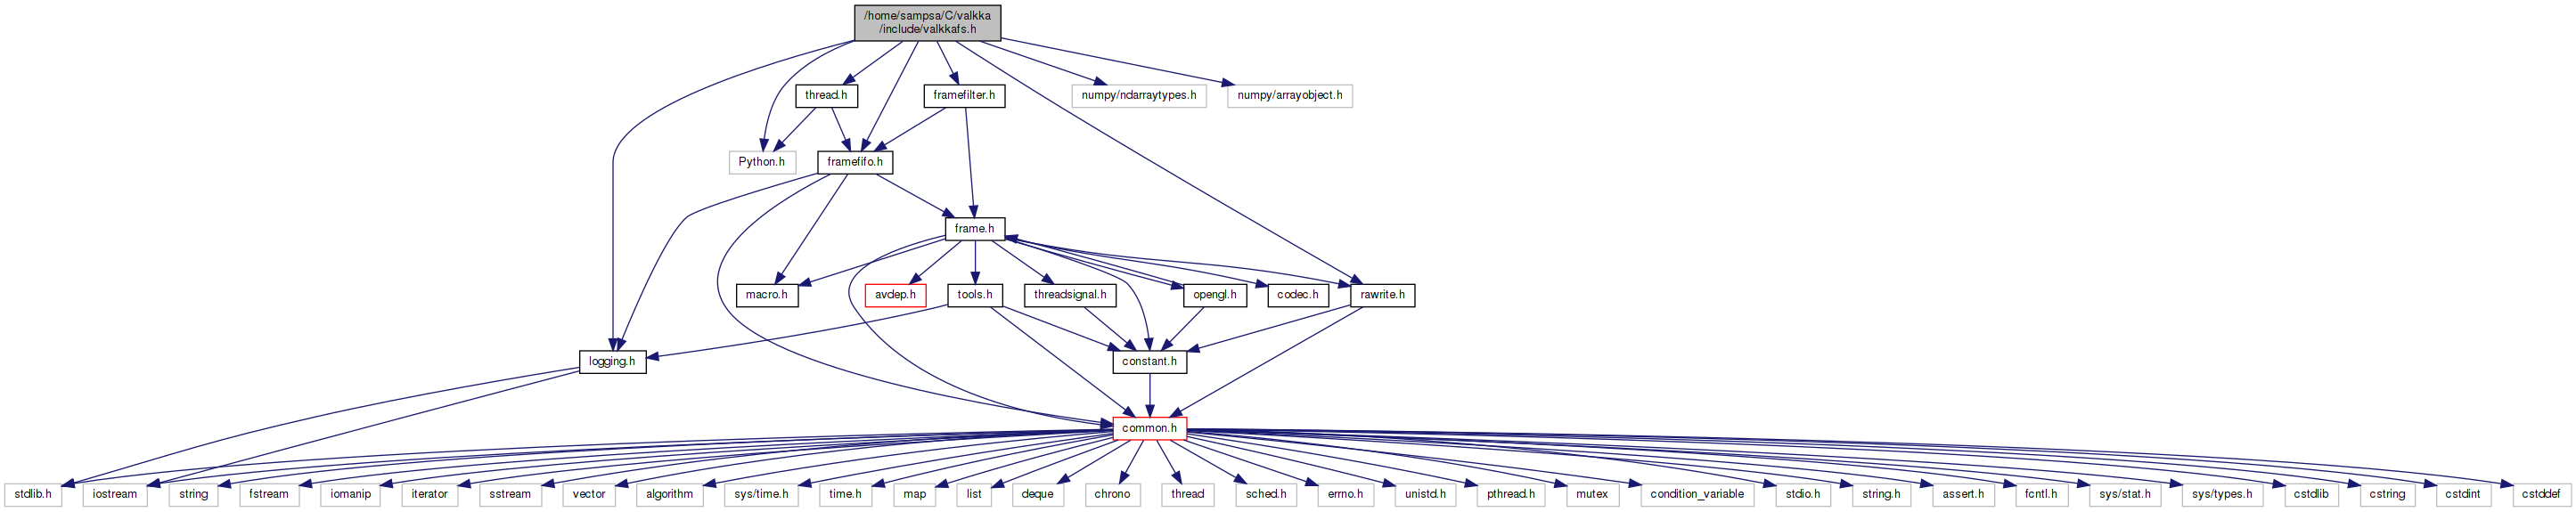 /home/sampsa/C/valkka
/include/valkkafs.h
thread.h
framefilter.h
numpy/ndarraytypes.h
numpy/arrayobject.h
Python.h
framefifo.h
frame.h
macro.h
avdep.h
tools.h
threadsignal.h
opengl.h
codec.h
rawrite.h
logging.h
constant.h
common.h
stdlib.h
iostream
string
fstream
iomanip
iterator
sstream
vector
algorithm
sys/time.h
time.h
map
list
deque
chrono
thread
sched.h
errno.h
unistd.h
pthread.h
mutex
condition_variable
stdio.h
string.h
assert.h
fcntl.h
sys/stat.h
sys/types.h
cstdlib
cstring
cstdint
cstddef